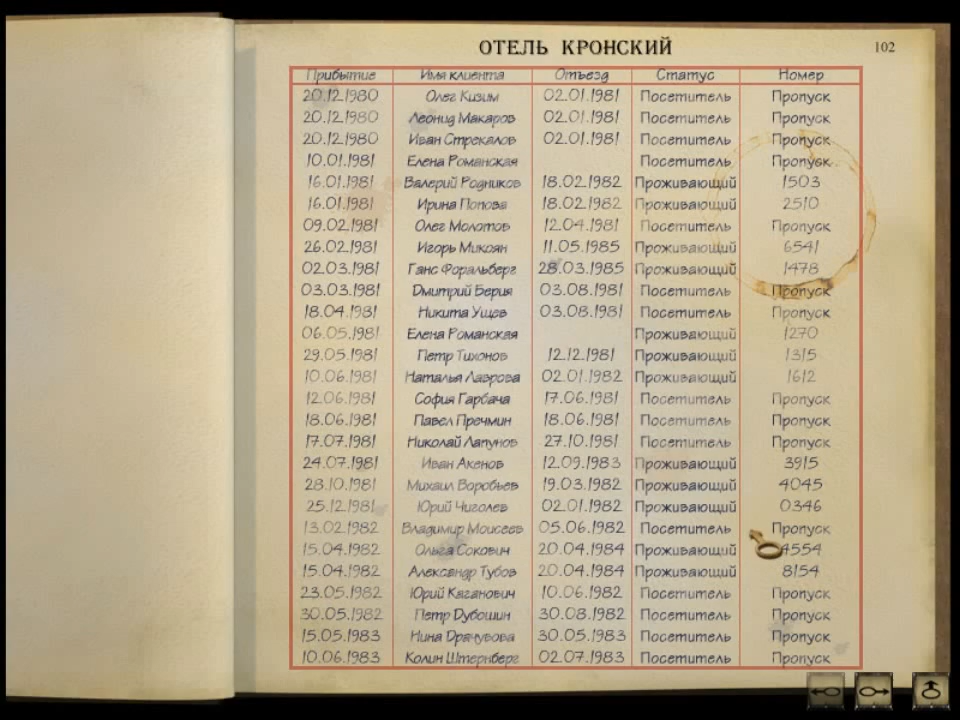 ОТЕЛЬ КРОНСКИЙ 102
Прибытие Имя клиента Отъезд Статус Номер
20.12.1980 Олег Кизим 02.01.1981 Посетитель Пропуск
20.12.1980 Леонид Макаров 02.01.1981 Посетитель Пропуск
20.12.1980 Иван Стрекалов 02.01.1981 Посетитель Пропуск
10.01.1981 Елена Романская Посетитель Пропуск
16.01.1981 Валерий Родников 18.02.1982 Проживающий 1503
16.01.1981 Ирина Попова 18.02.1982 Проживающий 2510
09.02.1981 Олег Молотов 12.04.1981 Посетитель Пропуск
26.02.1981 Игорь Микоян 11.05.1985 Проживающий 6541
02.03.1981 Ганс Форальберг 28.03.1985 Проживающий 1478
03.03.1981 Дмитрий Берия 03.08.1981 Посетитель Пропуск
18.04.1981 Никита Ущев 03.08.1981 Посетитель Пропуск
06.05.1981 Елена Романская Проживающий 1270
29.05.1981 Петр Тихонов 12.12.1981 Проживающий 1315
10.06.1981 Наталья Лаврова 02.01.1982 Проживающий 1612
12.06.1981 София Гарбача 17.06.1981 Посетитель Пропуск
18.06.1981 Павел Пречмин 18.06.1981 Посетитель Пропуск
17.07.1981 Николай Лапунов 27.10.1981 Посетитель Пропуск
24.07.1981 Иван Акенов 12.09.1983 Проживающий 3915
28.10.1981 Михаил Воробьев 19.03.1982 Проживающий 4045
25.12.1981 Юрий Чиголев 02.01.1982 Проживающий 0346
13.02.1982 Владимир Моисеев 05.06.1982 Посетитель Пропуск
15.04.1982 Ольга Сокович 20.04.1984 Проживающий 4554
15.04.1982 Александр Тубов 20.04.1984 Проживающий 8154
23.05.1982 Юрий Каганович 10.06.1982 Посетитель Пропуск
30.05.1982 Петр Дубошин 30.08.1982 Посетитель Пропуск
15.05.1983 Нина Драчувова 30.05.1983 Посетитель Пропуск
10.06.1983 Колин Штернберг 02.07.1983 Посетитель Пропуск